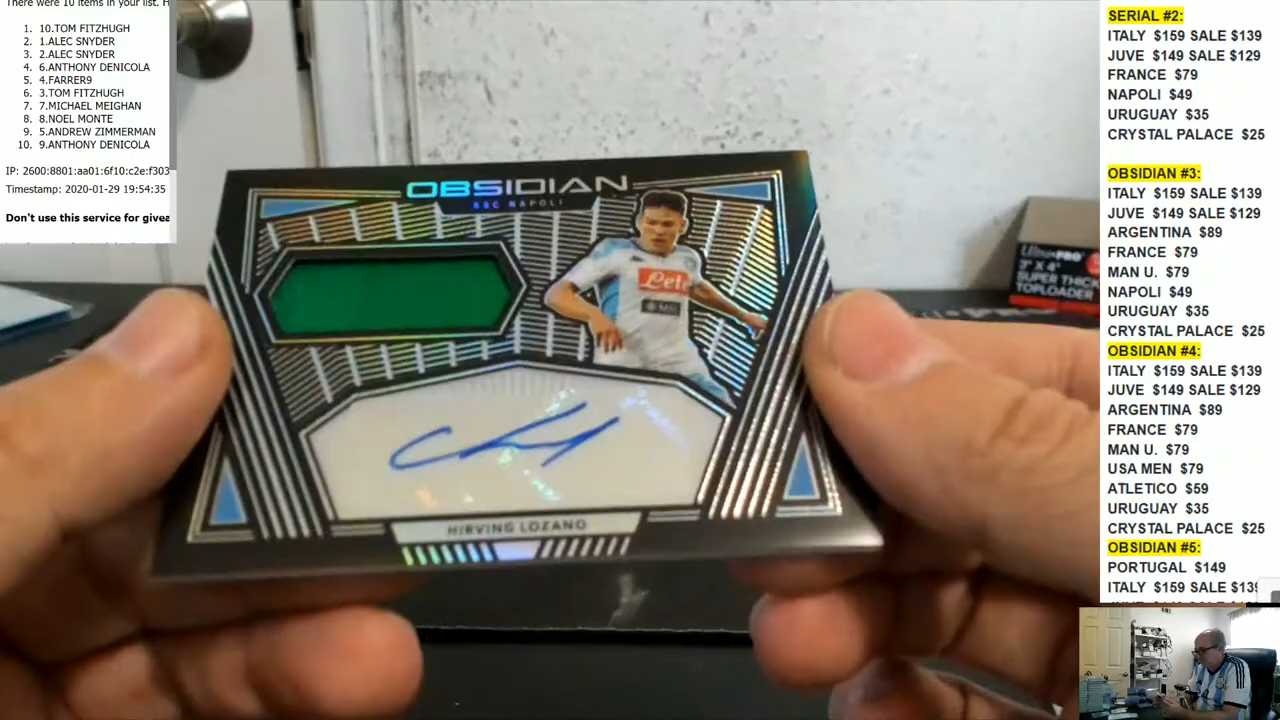 There were 10 items in your list. H
1. 10.TOM FITZHUGH
2. 1.ALEC SNYDER
3. 2.ALEC SNYDER
4. 6.ANTHONY DENICOLA
5. 4.FARRER9
6. 3.TOM FITZHUGH
7. 7.MICHAEL MEIGHAN
8. 8.NOEL MONTE
9. 5.ANDREW ZIMMERMAN
10. 9.ANTHONY DENICOLA
IP: 2600:8801:aa01:6f10:c2e:f303
Timestamp: 2020-01-29 19:54:35
Don't use this service for givea
OBSIDIAN
SSC NAPOLI
Lete
HIRVING LOZANO
Ultra PRO
3" X 4"
SUPER THICK
TOPLOADER
SERIAL #2:
ITALY $159 SALE $139
JUVE $149 SALE $129
FRANCE $79
NAPOLI $49
URUGUAY $35
CRYSTAL PALACE $25
OBSIDIAN #3:
ITALY $159 SALE $139
JUVE $149 SALE $129
ARGENTINA $89
FRANCE $79
MAN U. $79
NAPOLI $49
URUGUAY $35
CRYSTAL PALACE $25
OBSIDIAN #4:
ITALY $159 SALE $139
JUVE $149 SALE $129
ARGENTINA $89
FRANCE $79
MAN U. $79
USA MEN $79
ATLETICO $59
URUGUAY $35
CRYSTAL PALACE $25
OBSIDIAN #5:
PORTUGAL $149
ITALY $159 SALE $139